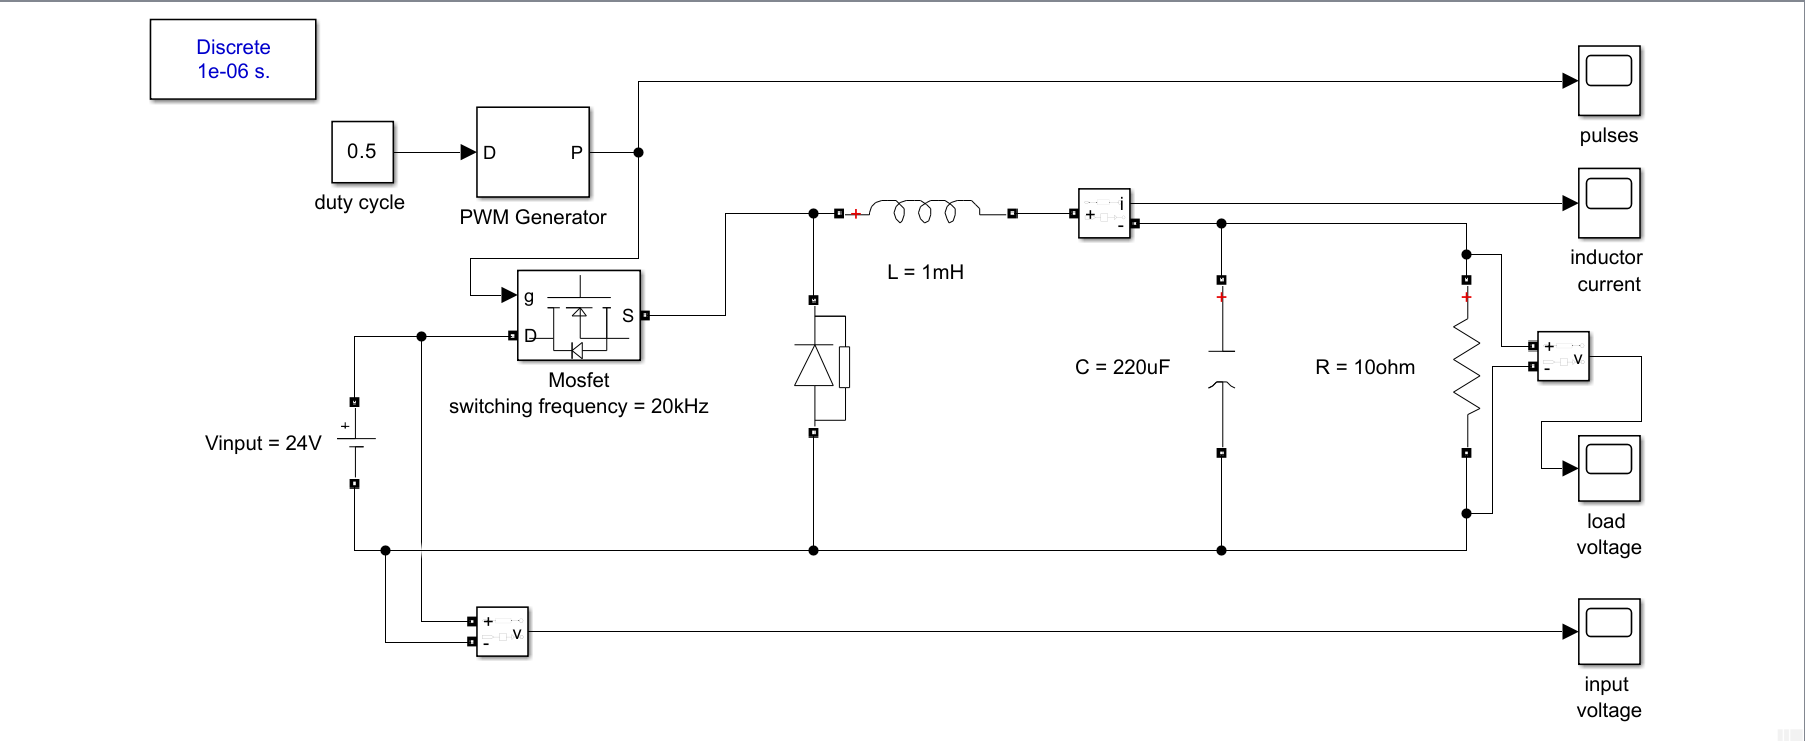 Discrete
1e-06 s.
0.5
duty cycle
D
P
PWM Generator
pulses
i
+
-
inductor
current
L = 1mH
g
D
S
Mosfet
switching frequency = 20kHz
+
Vinput = 24V
+
+
+
C = 220uF
R = 10ohm
+
-
v
load
voltage
+
-
v
input
voltage